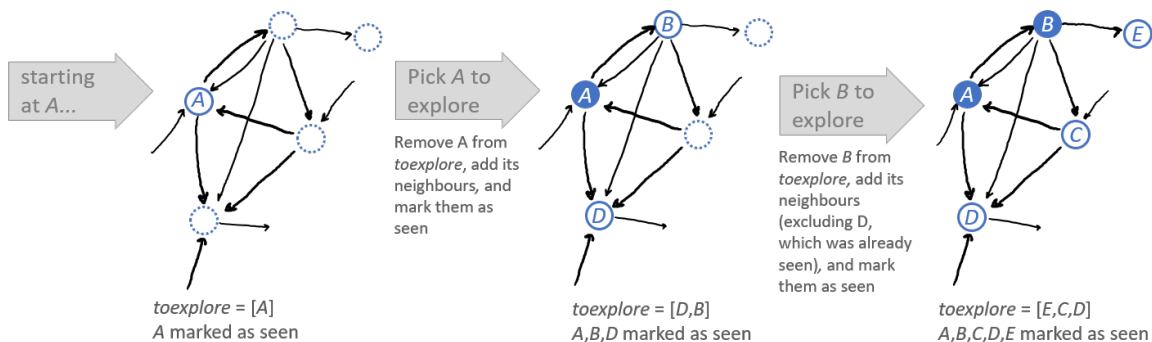 starting
at A...
A
toexplore = [A]
A marked as seen
Pick A to
explore
Remove A from
toexplore, add its
neighbours, and
mark them as
seen
B
A
D
toexplore = [D,B]
A,B,D marked as seen
Pick B to
explore
Remove B from
toexplore, add its
neighbours
(excluding D,
which was already
seen), and mark
them as seen
B
E
A
C
D
toexplore = [E,C,D]
A,B,C,D,E marked as seen